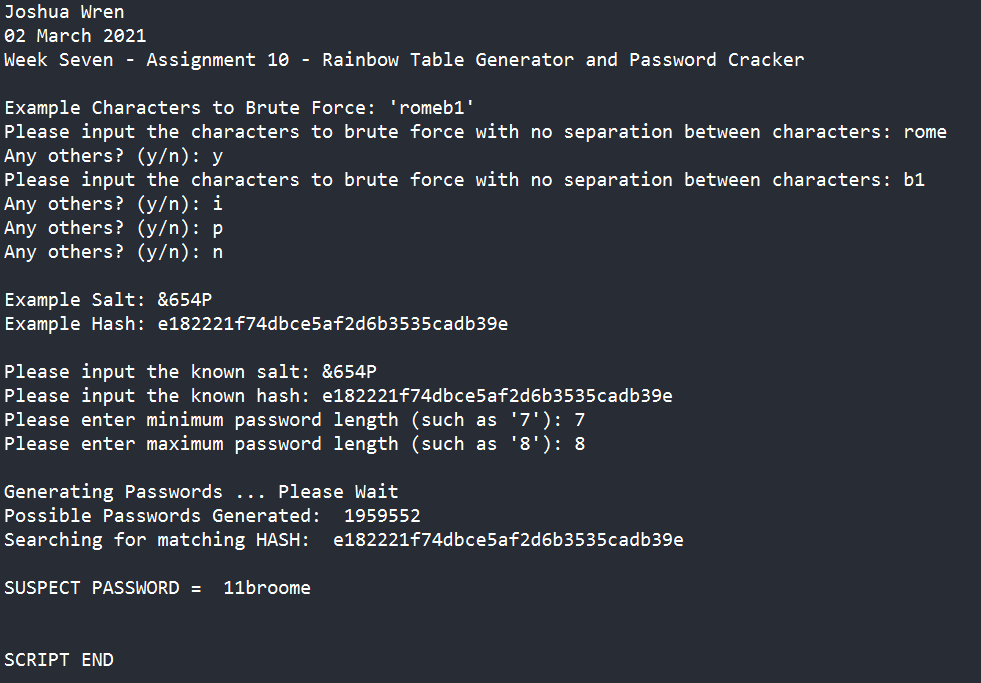 Joshua Wren
02 March 2021
Week Seven - Assignment 10 - Rainbow Table Generator and Password Cracker
Example Characters to Brute Force: 'romeb1'
Please input the characters to brute force with no separation between characters: rome
Any others? (y/n): y
Please input the characters to brute force with no separation between characters: b1
Any others? (y/n): i
Any others? (y/n): p
Any others? (y/n): n
Example Salt: &654P
Example Hash: e182221f74dbce5af2d6b3535cadb39e
Please input the known salt: &654P
Please input the known hash: e182221f74dbce5af2d6b3535cadb39e
Please enter minimum password length (such as '7'): 7
Please enter maximum password length (such as '8'): 8
Generating Passwords ... Please Wait
Possible Passwords Generated:  1959552
Searching for matching HASH:  e182221f74dbce5af2d6b3535cadb39e
SUSPECT PASSWORD =  11broome
SCRIPT END